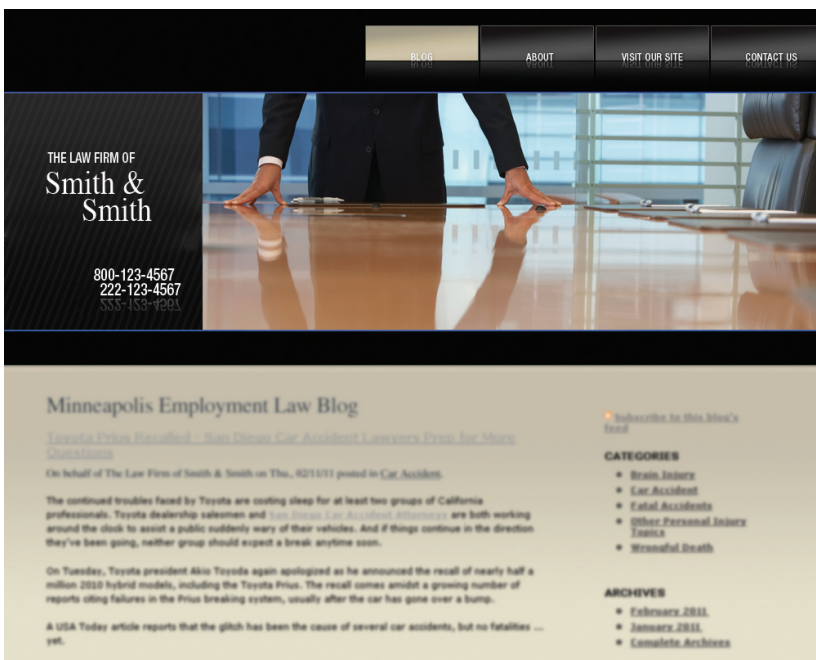 BLOG
ABOUT
VISIT OUR SITE
CONTACT US
THE LAW FIRM OF
Smith &
Smith
800-123-4567
222-123-4567
Minneapolis Employment Law Blog
Toyota Prius Recalled - San Diego Car Accident Lawyers Prep for More
Questions
On behalf of The Law Firm of Smith & Smith on Thu., 02/11/11 posted in Car Accident.
The continued troubles faced by Toyota are costing sleep for at least two groups of California
professionals. Toyota dealership salesmen and San Diego Car Accident Attorneys are both working
around the clock to assist a public suddenly wary of their vehicles. And if things continue in the direction
they've been going, neither group should expect a break anytime soon.
On Tuesday, Toyota president Akio Toyoda again apologized as he announced the recall of nearly half a
million 2010 hybrid models, including the Toyota Prius. The recall comes amidst a growing number of
reports citing failures in the Prius breaking system, usually after the car has gone over a bump.
A USA Today article reports that the glitch has been the cause of several car accidents, but no fatalities ...
yet.
Subscribe to this blog's
feed
CATEGORIES
Brain Injury
Car Accident
Fatal Accidents
Other Personal Injury
Topics
Wrongful Death
ARCHIVES
February 2011
January 2011
Complete Archives